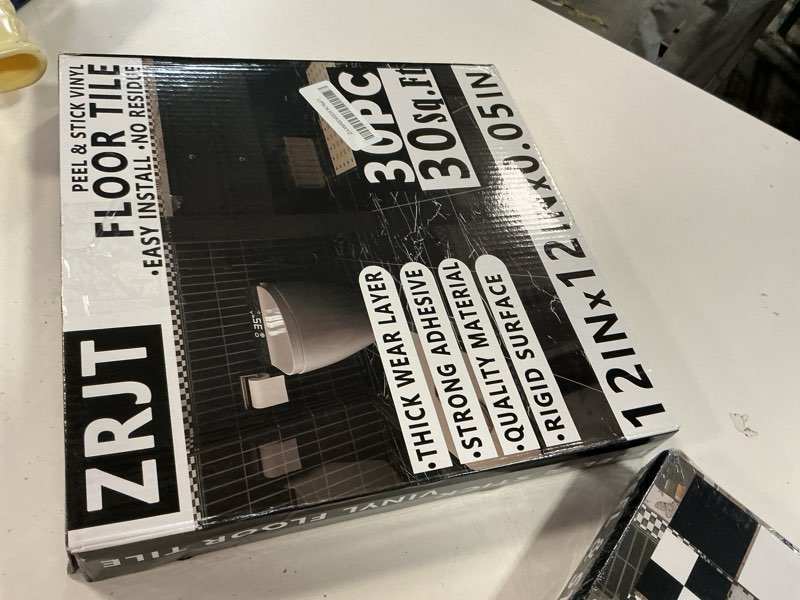 ZRJT
PEEL & STICK VINYL
FLOOR TILE
•EASY INSTALL •NO RESIDUE
30PC
30Sq.Ft
•THICK WEAR LAYER
•STRONG ADHESIVE
•QUALITY MATERIAL
•RIGID SURFACE
12INx12INx0.05IN
VINYL FLOOR TILE